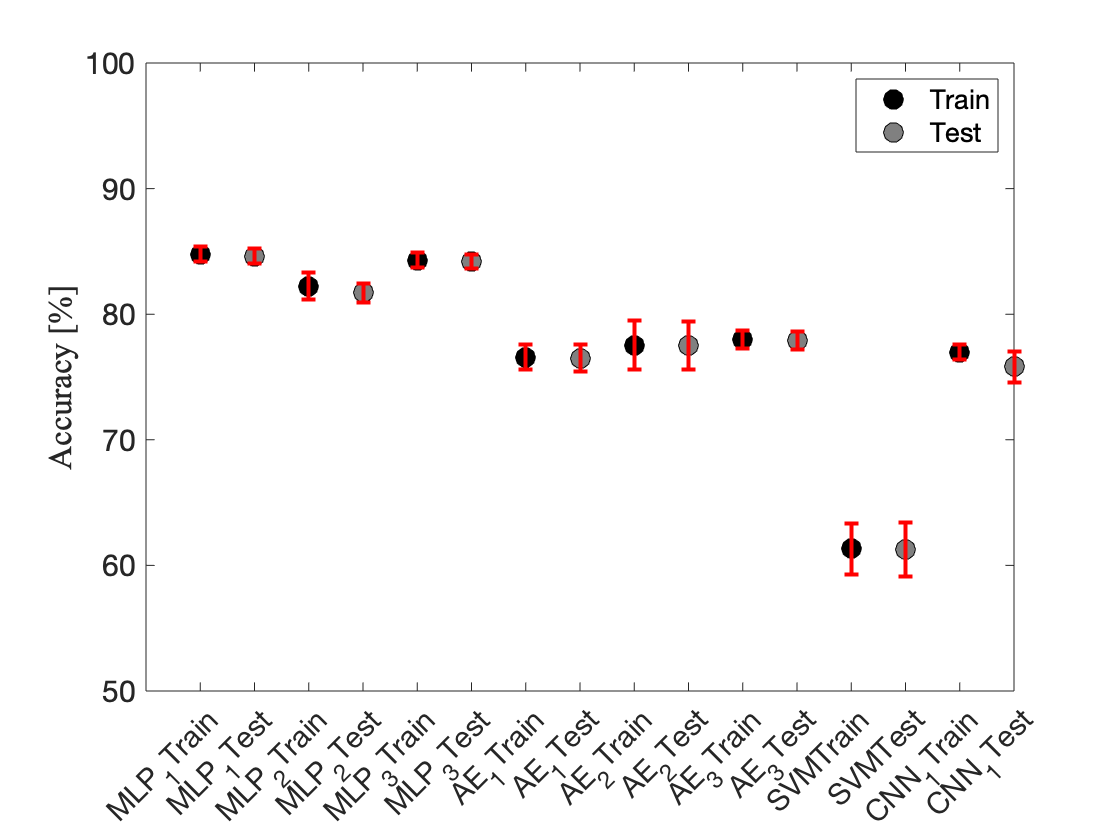 100
90
80
70
60
50
Accuracy [%]
Train
Test
MLP₁ Train
MLP₁ Test
MLP₂ Train
MLP₂ Test
MLP₃ Train
MLP₃ Test
AE₁ Train
AE₁ Test
AE₂ Train
AE₂ Test
AE₃ Train
AE₃ Test
SVMTrain
SVMTest
CNN₁ Train
CNN₁ Test